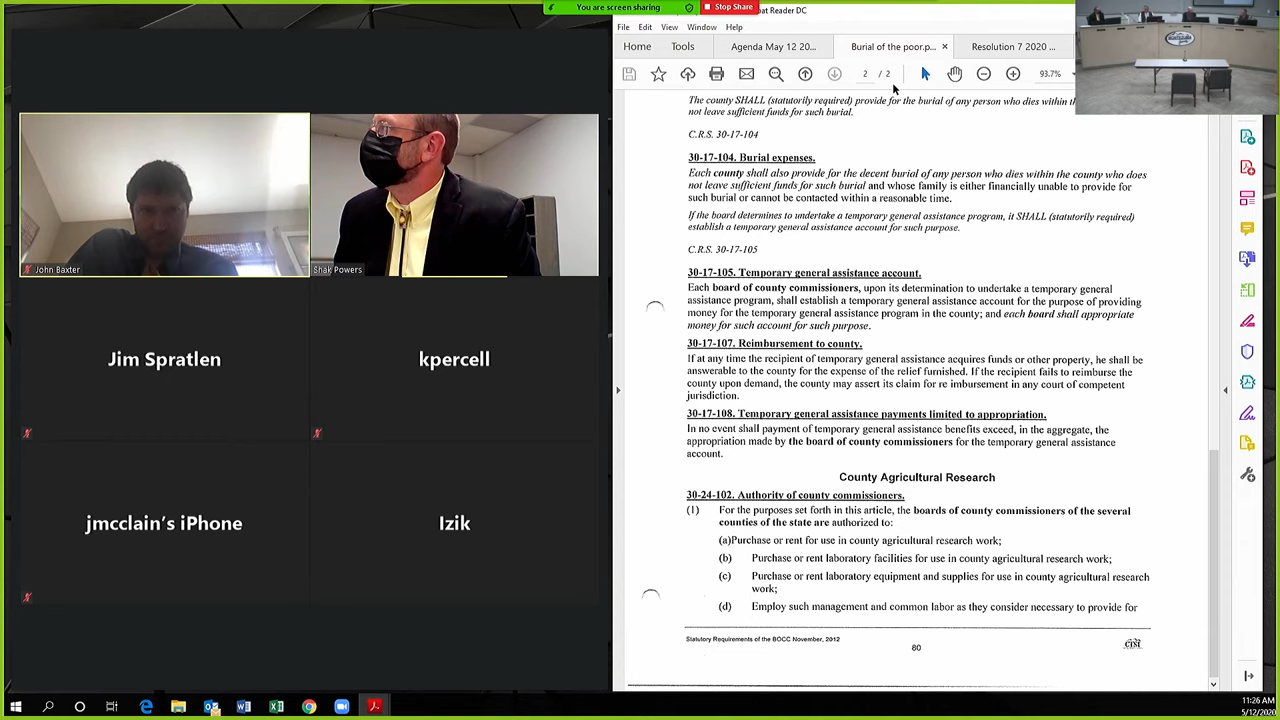 You are screen sharing
Stop Share
at Reader DC
File Edit View Window Help
Home Tools Agenda May 12 20... Burial of the poor.p... × Resolution 7 2020 ...
2 / 2 93.7%
The county SHALL (statutorily required) provide for the burial of any person who dies within the
not leave sufficient funds for such burial.
C.R.S. 30-17-104
30-17-104. Burial expenses.
Each county shall also provide for the decent burial of any person who dies within the county who does
not leave sufficient funds for such burial and whose family is either financially unable to provide for
such burial or cannot be contacted within a reasonable time.
If the board determines to undertake a temporary general assistance program, it SHALL (statutorily required)
establish a temporary general assistance account for such purpose.
C.R.S. 30-17-105
30-17-105. Temporary general assistance account.
Each board of county commissioners, upon its determination to undertake a temporary general
assistance program, shall establish a temporary general assistance account for the purpose of providing
money for the temporary general assistance program in the county; and each board shall appropriate
money for such account for such purpose.
30-17-107. Reimbursement to county.
If at any time the recipient of temporary general assistance acquires funds or other property, he shall be
answerable to the county for the expense of the relief furnished. If the recipient fails to reimburse the
county upon demand, the county may assert its claim for re imbursement in any court of competent
jurisdiction.
30-17-108. Temporary general assistance payments limited to appropriation.
In no event shall payment of temporary general assistance benefits exceed, in the aggregate, the
appropriation made by the board of county commissioners for the temporary general assistance
account.
County Agricultural Research
30-24-102. Authority of county commissioners.
(1) For the purposes set forth in this article, the boards of county commissioners of the several
counties of the state are authorized to:
(a)Purchase or rent for use in county agricultural research work;
(b) Purchase or rent laboratory facilities for use in county agricultural research work;
(c) Purchase or rent laboratory equipment and supplies for use in county agricultural research
work;
(d) Employ such management and common labor as they consider necessary to provide for
Statutory Requirements of the BOCC November, 2012
80
CTSI
John Baxter
Shak Powers
Jim Spratlen
kpercell
jmcclain's iPhone
Izik
11:26 AM
5/12/2020